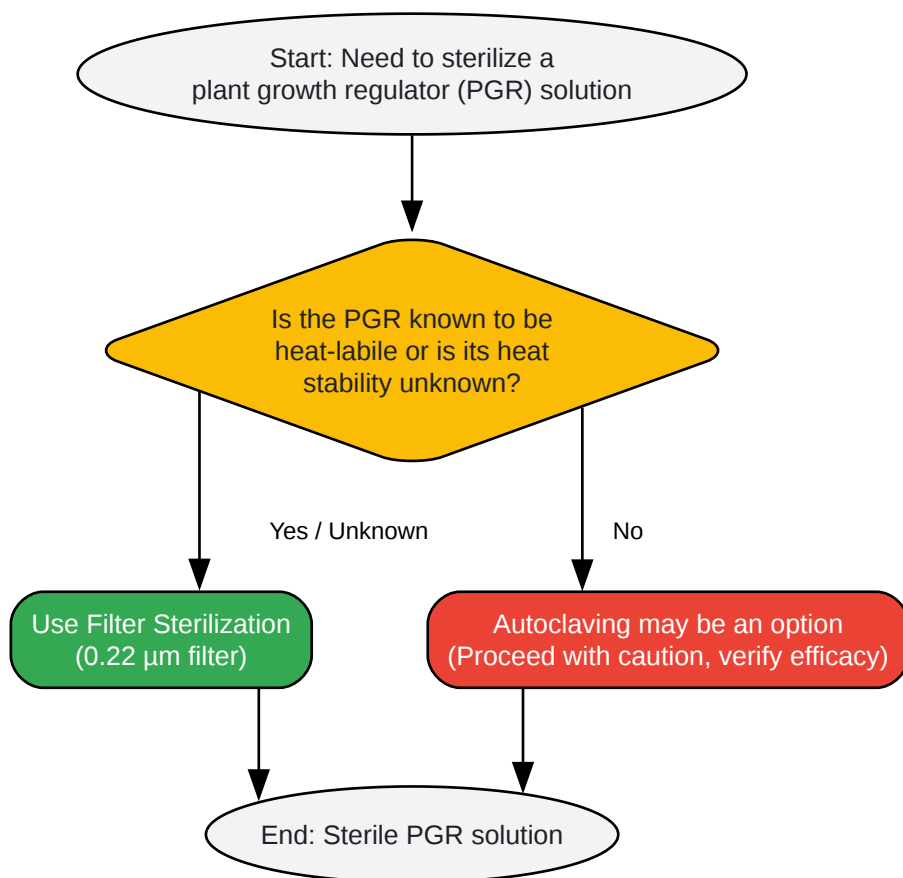 Start: Need to sterilize a
plant growth regulator (PGR) solution
Is the PGR known to be
heat-labile or is its heat
stability unknown?
Yes / Unknown
No
Use Filter Sterilization
(0.22 µm filter)
Autoclaving may be an option
(Proceed with caution, verify efficacy)
End: Sterile PGR solution